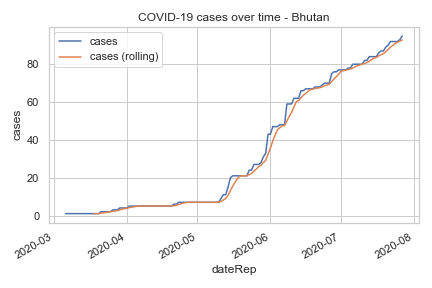 COVID-19 cases over time - Bhutan
cases
cases (rolling)
cases
80
60
40
20
0
2020-03
2020-04
2020-05
2020-06
2020-07
2020-08
dateRep